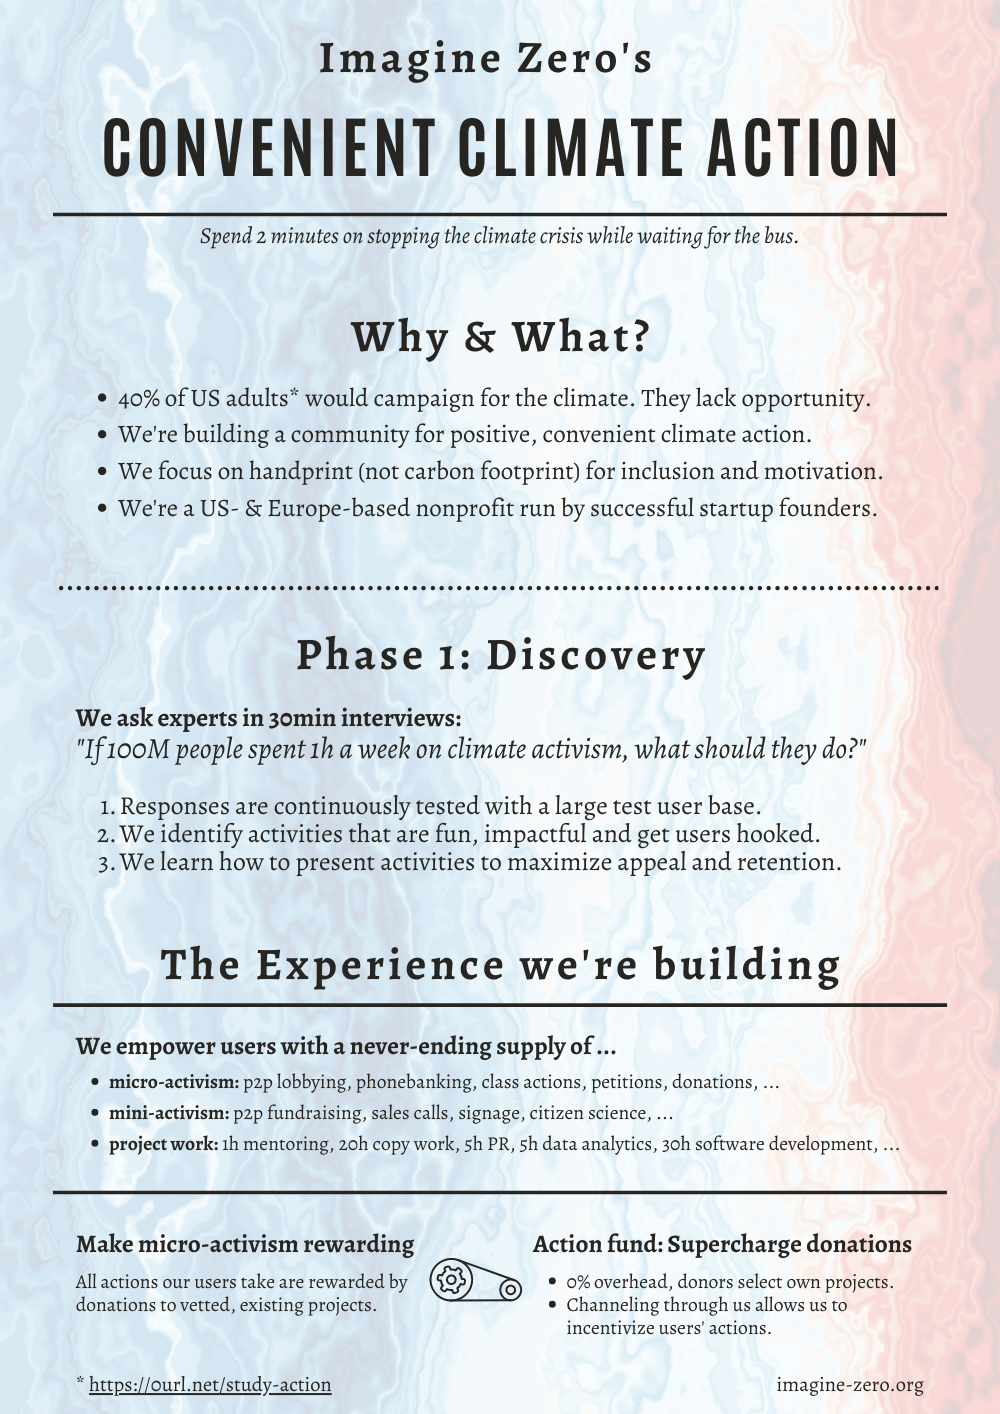 Imagine Zero's
CONVENIENT CLIMATE ACTION
Spend 2 minutes on stopping the climate crisis while waiting for the bus.
Why & What?
• 40% of US adults* would campaign for the climate. They lack opportunity.
• We're building a community for positive, convenient climate action.
• We focus on handprint (not carbon footprint) for inclusion and motivation.
• We're a US- & Europe-based nonprofit run by successful startup founders.
Phase 1: Discovery
We ask experts in 30min interviews:
"If 100M people spent 1h a week on climate activism, what should they do?"
1. Responses are continuously tested with a large test user base.
2. We identify activities that are fun, impactful and get users hooked.
3. We learn how to present activities to maximize appeal and retention.
The Experience we're building
We empower users with a never-ending supply of ...
• micro-activism: p2p lobbying, phonebanking, class actions, petitions, donations, ...
• mini-activism: p2p fundraising, sales calls, signage, citizen science, ...
• project work: 1h mentoring, 20h copy work, 5h PR, 5h data analytics, 30h software development, ...
Make micro-activism rewarding
All actions our users take are rewarded by
donations to vetted, existing projects.
Action fund: Supercharge donations
• 0% overhead, donors select own projects.
• Channeling through us allows us to
incentivize users' actions.
* https://0url.net/study-action
imagine-zero.org